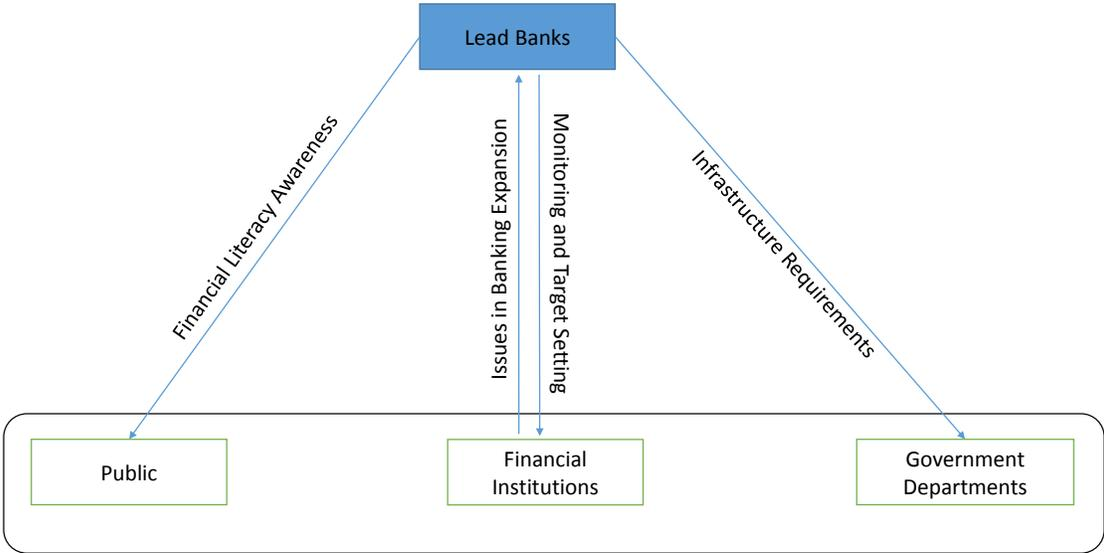 Lead Banks
Financial Literacy Awareness
Issues in Banking Expansion
Monitoring and Target Setting
Infrastructure Requirements
Public
Financial
Institutions
Government
Departments